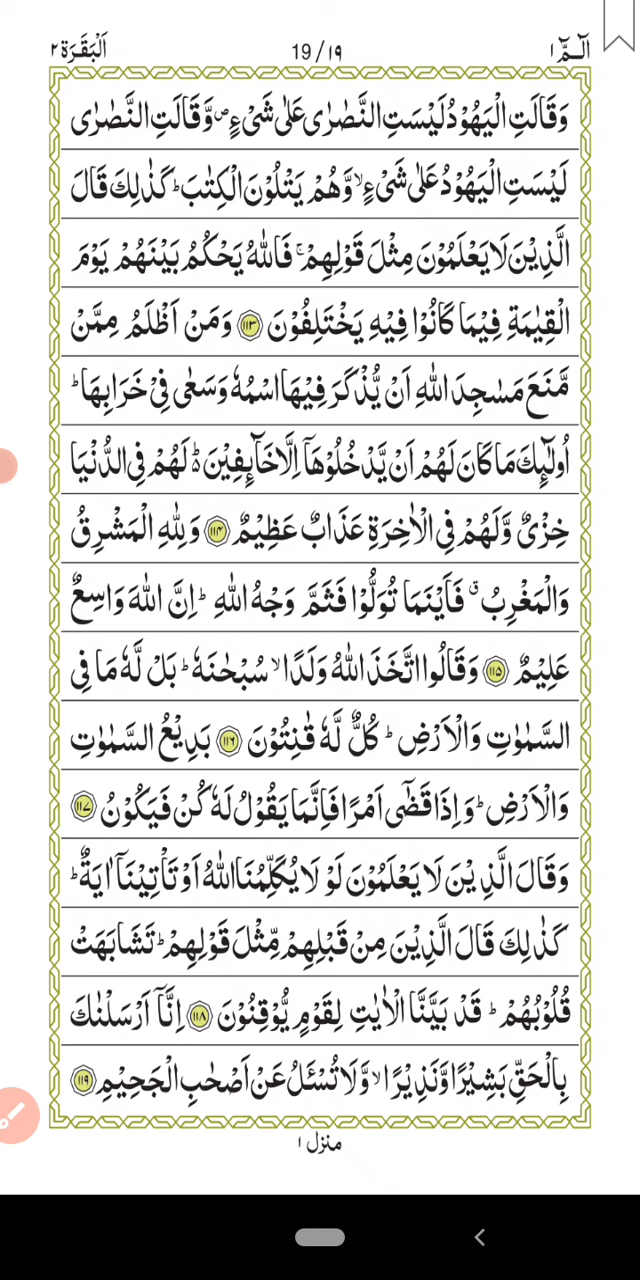 الٓمّٓ ١ 19/١٩ اَلْبَقَرَة ٢
وَقَالَتِ الْيَهُوْدُ لَيْسَتِ النَّصٰرٰى عَلٰى شَیْءٍ ۪ وَّقَالَتِ النَّصٰرٰى
لَيْسَتِ الْيَهُوْدُ عَلٰى شَیْءٍ ۙ وَّهُمْ يَتْلُوْنَ الْكِتٰبَ ؕ كَذٰلِكَ قَالَ
الَّذِيْنَ لَا يَعْلَمُوْنَ مِثْلَ قَوْلِهِمْ ۚ فَاللّٰهُ يَحْكُمُ بَيْنَهُمْ يَوْمَ
الْقِيٰمَةِ فِيْمَا كَانُوْا فِيْهِ يَخْتَلِفُوْنَ ١١٣ وَمَنْ اَظْلَمُ مِمَّنْ
مَّنَعَ مَسٰجِدَ اللّٰهِ اَنْ يُّذْكَرَ فِيْهَا اسْمُهٗ وَسَعٰى فِیْ خَرَابِهَا ؕ
اُولٰٓئِكَ مَا كَانَ لَهُمْ اَنْ يَّدْخُلُوْهَاۤ اِلَّا خَآئِفِيْنَ ؕ لَهُمْ فِی الدُّنْيَا
خِزْیٌ وَّلَهُمْ فِی الْاٰخِرَةِ عَذَابٌ عَظِيْمٌ ١١٤ وَلِلّٰهِ الْمَشْرِقُ
وَالْمَغْرِبُ ۗ فَاَيْنَمَا تُوَلُّوْا فَثَمَّ وَجْهُ اللّٰهِ ؕ اِنَّ اللّٰهَ وَاسِعٌ
عَلِيْمٌ ١١٥ وَقَالُوا اتَّخَذَ اللّٰهُ وَلَدًا ۙ سُبْحٰنَهٗ ؕ بَلْ لَّهٗ مَا فِی
السَّمٰوٰتِ وَالْاَرْضِ ؕ كُلٌّ لَّهٗ قٰنِتُوْنَ ١١٦ بَدِيْعُ السَّمٰوٰتِ
وَالْاَرْضِ ؕ وَاِذَا قَضٰۤى اَمْرًا فَاِنَّمَا يَقُوْلُ لَهٗ كُنْ فَيَكُوْنُ ١١٧
وَقَالَ الَّذِيْنَ لَا يَعْلَمُوْنَ لَوْ لَا يُكَلِّمُنَا اللّٰهُ اَوْ تَاْتِيْنَاۤ اٰيَةٌ ؕ
كَذٰلِكَ قَالَ الَّذِيْنَ مِنْ قَبْلِهِمْ مِّثْلَ قَوْلِهِمْ ؕ تَشَابَهَتْ
قُلُوْبُهُمْ ؕ قَدْ بَيَّنَّا الْاٰيٰتِ لِقَوْمٍ يُّوْقِنُوْنَ ١١٨ اِنَّاۤ اَرْسَلْنٰكَ
بِالْحَقِّ بَشِيْرًا وَّنَذِيْرًا ۙ وَّلَا تُسْئَلُ عَنْ اَصْحٰبِ الْجَحِيْمِ ١١٩
منزل ١